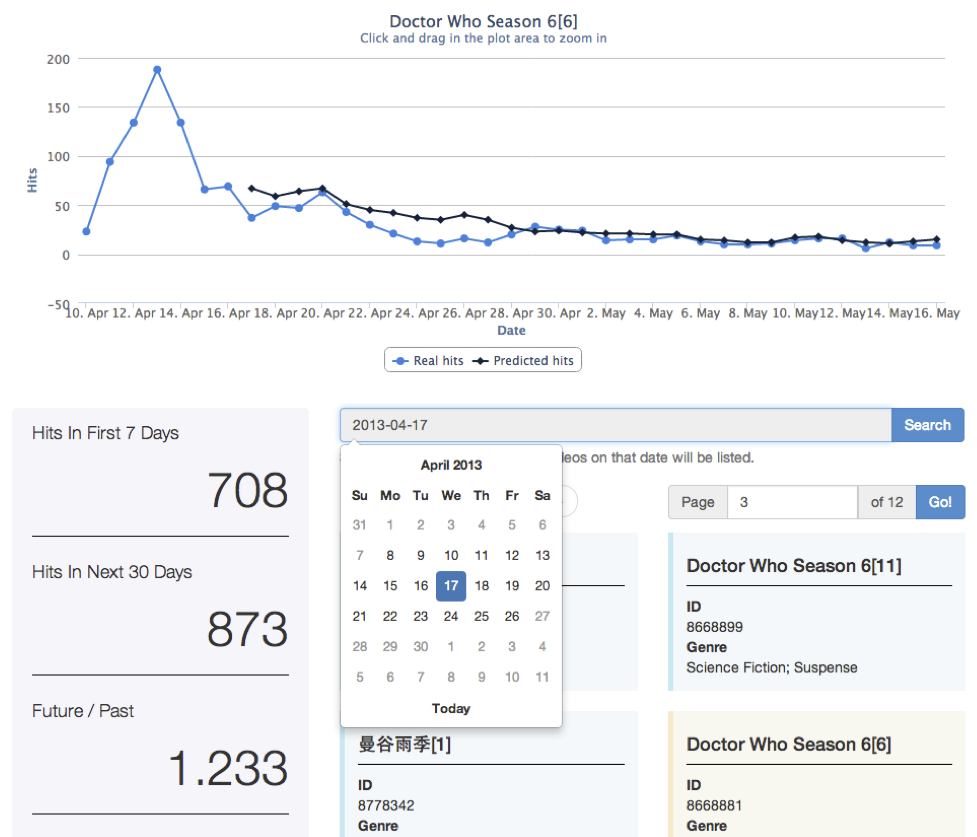 Doctor Who Season 6[6]
Click and drag in the plot area to zoom in
200
150
100
50
0
−50
Hits
10. Apr 12. Apr 14. Apr 16. Apr 18. Apr 20. Apr 22. Apr 24. Apr 26. Apr 28. Apr 30. Apr 2. May 4. May 6. May 8. May 10. May 12. May 14. May 16. May
Date
Real hits Predicted hits
Hits In First 7 Days
708
Hits In Next 30 Days
873
Future / Past
1.233
2013-04-17 Search
deos on that date will be listed.
April 2013
Su Mo Tu We Th Fr Sa
31 1 2 3 4 5 6
7 8 9 10 11 12 13
14 15 16 17 18 19 20
21 22 23 24 25 26 27
28 29 30 1 2 3 4
5 6 7 8 9 10 11
Today
Page 3 of 12 Go!
Doctor Who Season 6[11]
ID
8668899
Genre
Science Fiction; Suspense
曼谷雨季[1]
ID
8778342
Genre
Doctor Who Season 6[6]
ID
8668881
Genre